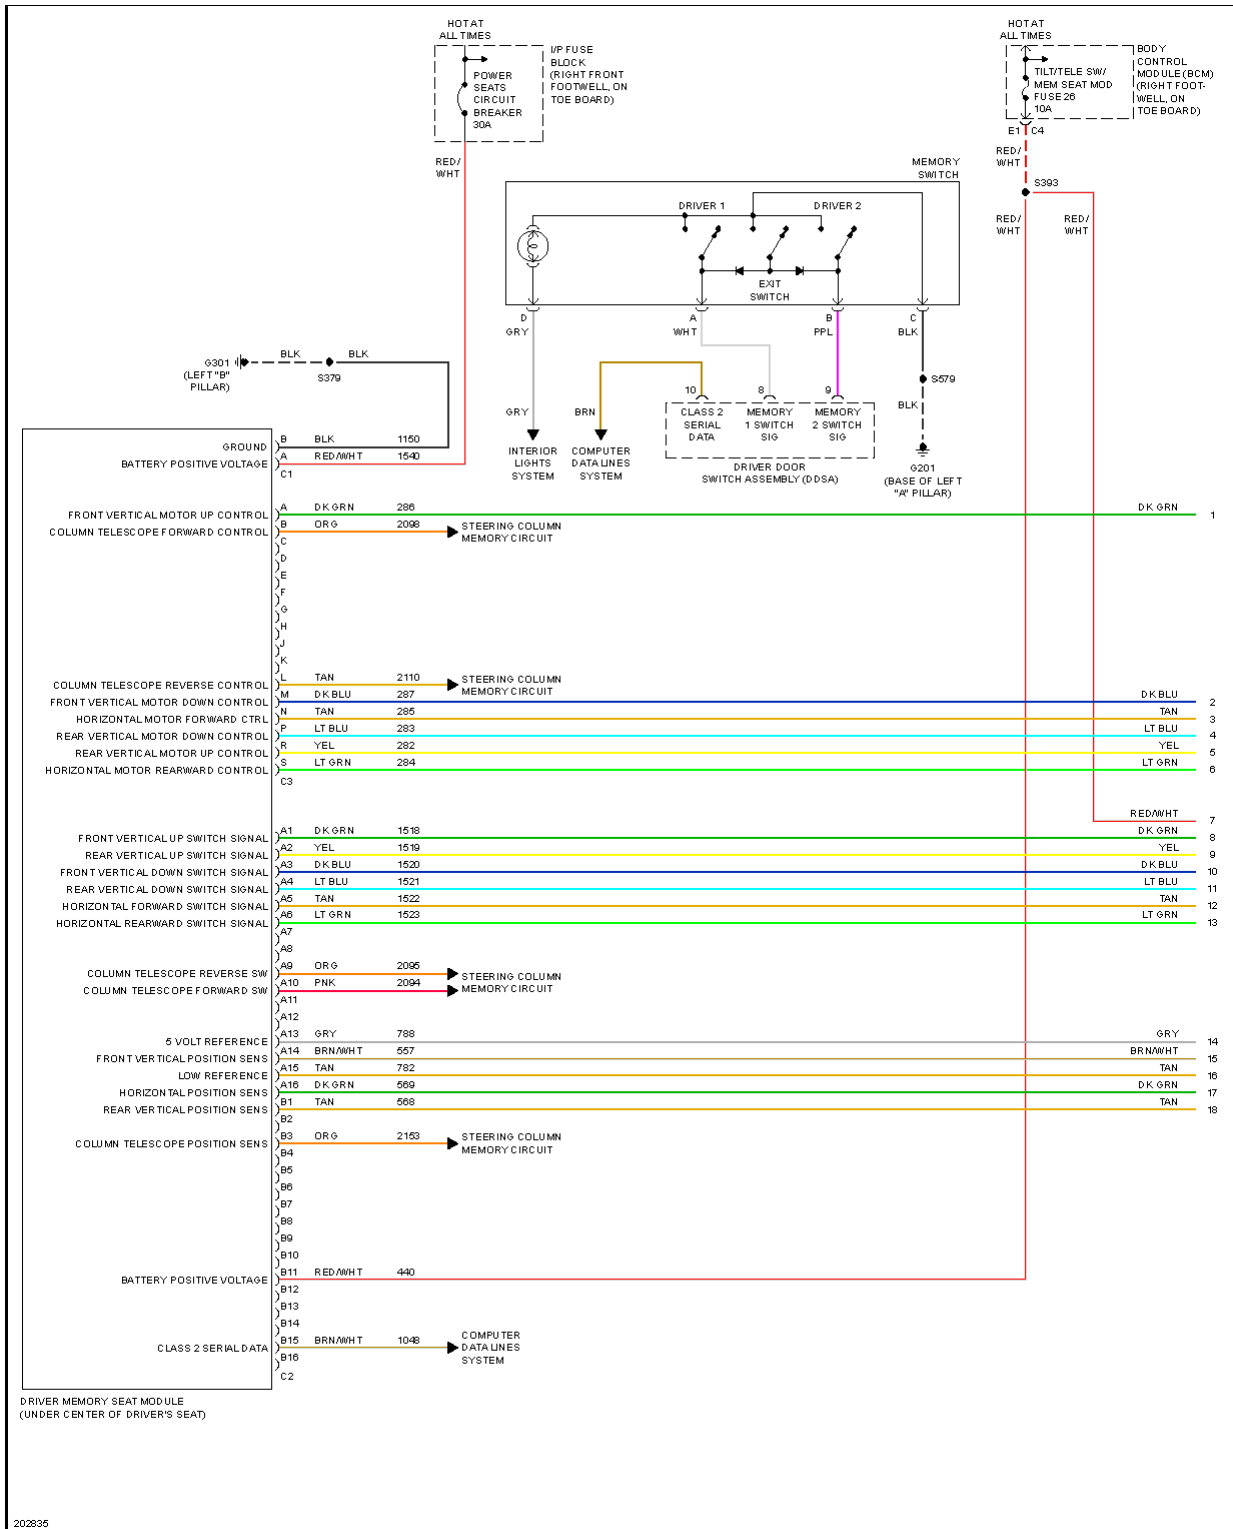 HOT AT
ALL TIMES
I/P FUSE
BLOCK
(RIGHT FRONT
FOOTWELL, ON
TOE BOARD)
POWER
SEATS
CIRCUIT
BREAKER
30A
RED/
WHT
HOT AT
ALL TIMES
BODY
CONTROL
MODULE (BCM)
(RIGHT FOOT-
WELL, ON
TOE BOARD)
TILT/TELE SW/
MEM SEAT MOD
FUSE 26
10A
E1 C4
RED/
WHT
S393
RED/
WHT
RED/
WHT
MEMORY
SWITCH
DRIVER 1
DRIVER 2
EXIT
SWITCH
D
A
B
C
GRY
WHT
PPL
BLK
G301
(LEFT "B"
PILLAR)
BLK
BLK
S379
S579
10
8
9
BLK
GRY
BRN
CLASS 2
SERIAL
DATA
MEMORY
1 SWITCH
SIG
MEMORY
2 SWITCH
SIG
INTERIOR
LIGHTS
SYSTEM
COMPUTER
DATA LINES
SYSTEM
DRIVER DOOR
SWITCH ASSEMBLY (DDSA)
G201
(BASE OF LEFT
"A" PILLAR)
GROUND B BLK 1150
BATTERY POSITIVE VOLTAGE A RED/WHT 1540
C1
FRONT VERTICAL MOTOR UP CONTROL A DK GRN 286 DK GRN 1
COLUMN TELESCOPE FORWARD CONTROL B ORG 2098 STEERING COLUMN
MEMORY CIRCUIT
C
D
E
F
G
H
J
K
COLUMN TELESCOPE REVERSE CONTROL L TAN 2110 STEERING COLUMN
MEMORY CIRCUIT
FRONT VERTICAL MOTOR DOWN CONTROL M DK BLU 287 DK BLU 2
HORIZONTAL MOTOR FORWARD CTRL N TAN 285 TAN 3
REAR VERTICAL MOTOR DOWN CONTROL P LT BLU 283 LT BLU 4
REAR VERTICAL MOTOR UP CONTROL R YEL 282 YEL 5
HORIZONTAL MOTOR REARWARD CONTROL S LT GRN 284 LT GRN 6
C3
RED/WHT 7
FRONT VERTICAL UP SWITCH SIGNAL A1 DK GRN 1518 DK GRN 8
REAR VERTICAL UP SWITCH SIGNAL A2 YEL 1519 YEL 9
FRONT VERTICAL DOWN SWITCH SIGNAL A3 DK BLU 1520 DK BLU 10
REAR VERTICAL DOWN SWITCH SIGNAL A4 LT BLU 1521 LT BLU 11
HORIZONTAL FORWARD SWITCH SIGNAL A5 TAN 1522 TAN 12
HORIZONTAL REARWARD SWITCH SIGNAL A6 LT GRN 1523 LT GRN 13
A7
A8
COLUMN TELESCOPE REVERSE SW A9 ORG 2095 STEERING COLUMN
COLUMN TELESCOPE FORWARD SW A10 PNK 2094 MEMORY CIRCUIT
A11
A12
5 VOLT REFERENCE A13 GRY 788 GRY 14
FRONT VERTICAL POSITION SENS A14 BRN/WHT 557 BRN/WHT 15
LOW REFERENCE A15 TAN 782 TAN 16
HORIZONTAL POSITION SENS A16 DK GRN 569 DK GRN 17
REAR VERTICAL POSITION SENS B1 TAN 568 TAN 18
B2
COLUMN TELESCOPE POSITION SENS B3 ORG 2153 STEERING COLUMN
MEMORY CIRCUIT
B4
B5
B6
B7
B8
B9
B10
BATTERY POSITIVE VOLTAGE B11 RED/WHT 440
B12
B13
B14
CLASS 2 SERIAL DATA B15 BRN/WHT 1048 COMPUTER
DATA LINES
SYSTEM
B16
C2
DRIVER MEMORY SEAT MODULE
(UNDER CENTER OF DRIVER'S SEAT)
202835